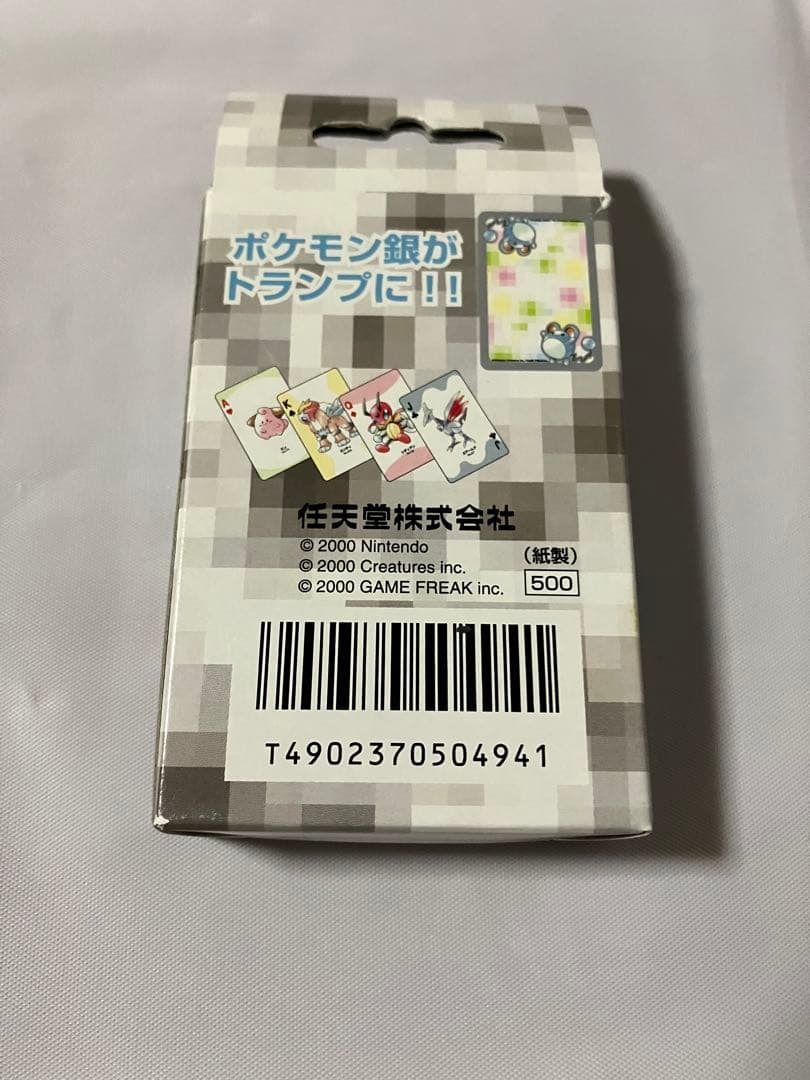 ポケモン銀が
トランプに!!
A
K
Q
J
J
任天堂株式会社
© 2000 Nintendo
© 2000 Creatures inc.
© 2000 GAME FREAK inc.
(紙製)
500
T4902370504941